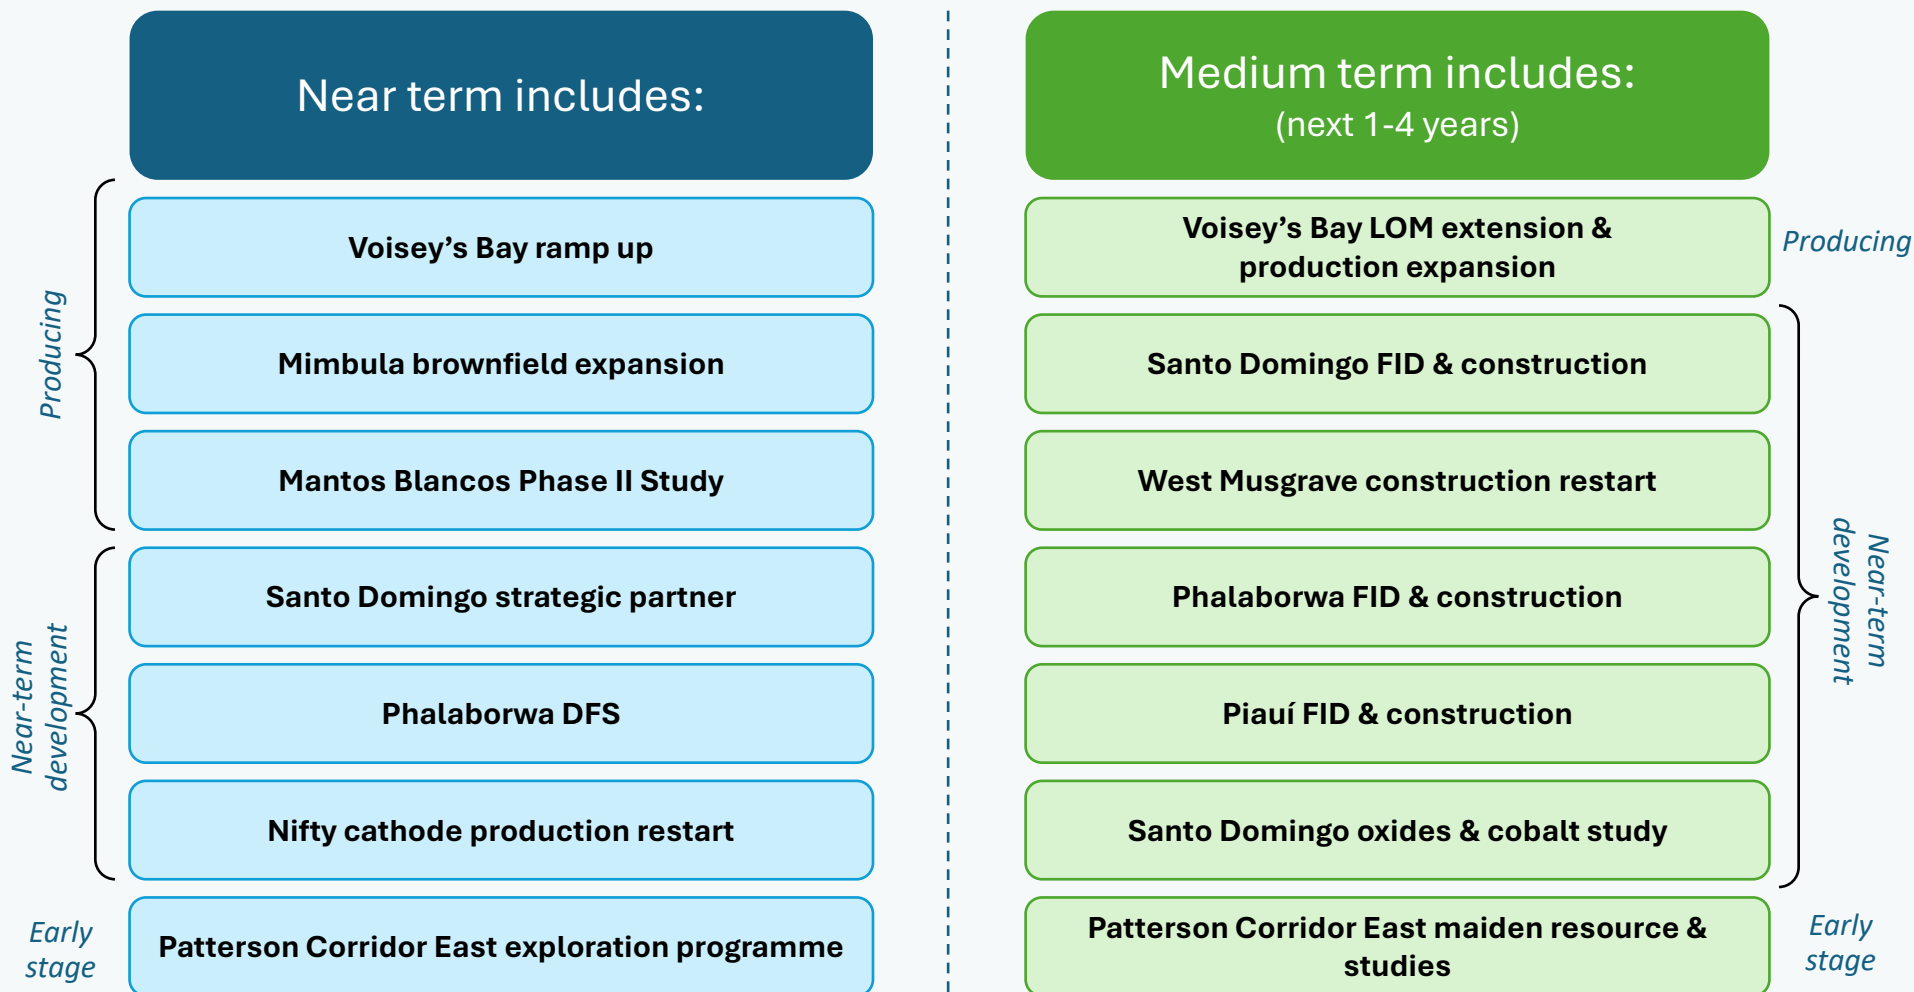 Near term includes:
Producing
Voisey’s Bay ramp up
Mimbula brownfield expansion
Mantos Blancos Phase II Study
Near-term
development
Santo Domingo strategic partner
Phalaborwa DFS
Nifty cathode production restart
Early
stage
Patterson Corridor East exploration programme
Medium term includes:
(next 1-4 years)
Voisey’s Bay LOM extension &
production expansion
Producing
Santo Domingo FID & construction
West Musgrave construction restart
Phalaborwa FID & construction
Piauí FID & construction
Santo Domingo oxides & cobalt study
Near-term
development
Patterson Corridor East maiden resource &
studies
Early
stage